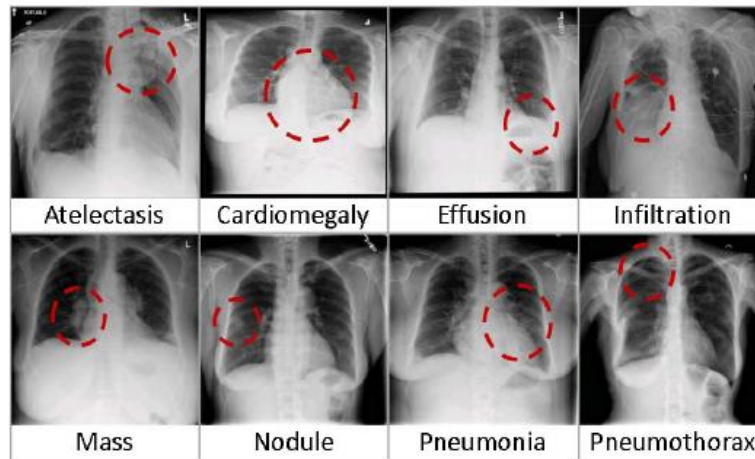 Atelectasis
Cardiomegaly
Effusion
Infiltration
Mass
Nodule
Pneumonia
Pneumothorax
L